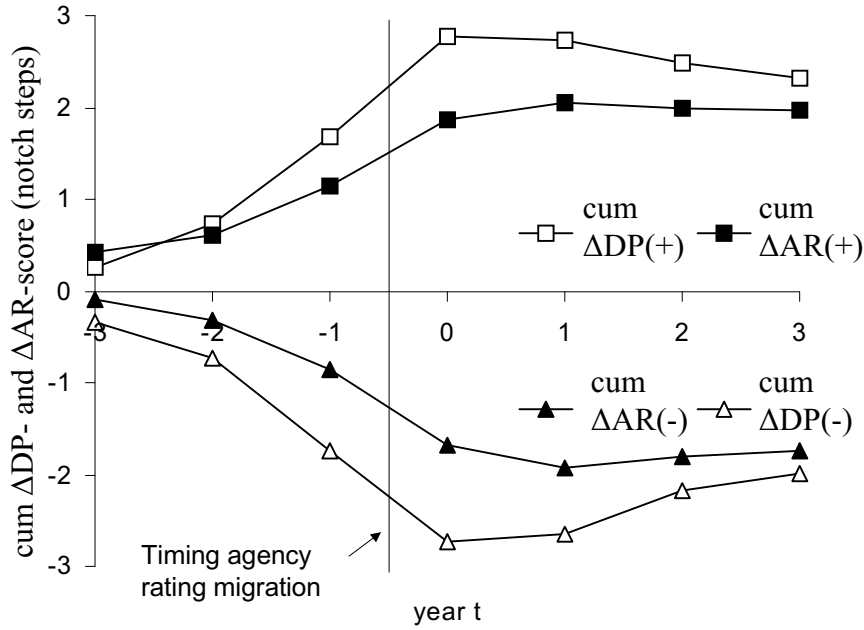 cum ΔDP- and ΔAR-score (notch steps)
3
2
1
0
-1
-2
-3
-3 -2 -1 0 1 2 3
cum ΔDP(+)
cum ΔAR(+)
cum ΔAR(-)
cum ΔDP(-)
Timing agency
rating migration
year t